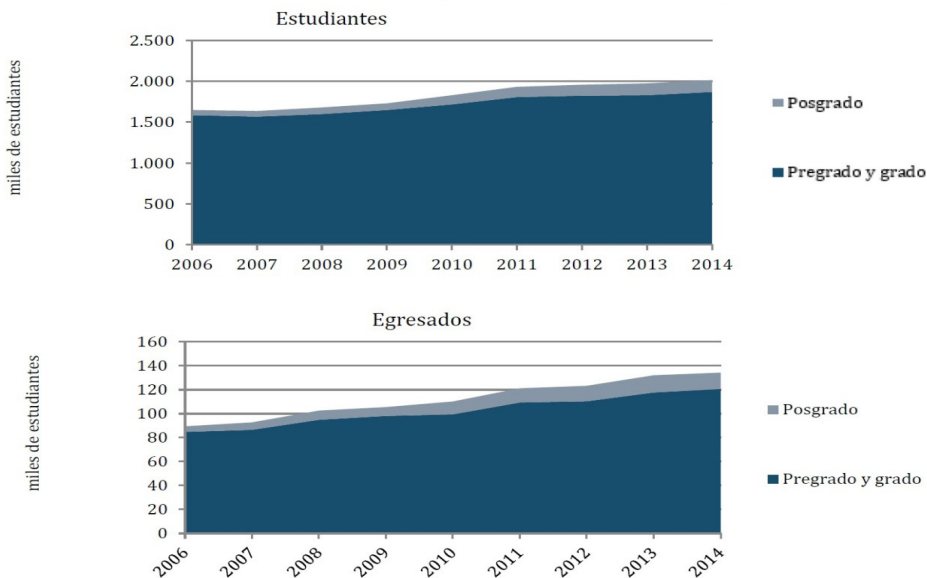 Estudiantes
miles de estudiantes
2.500
2.000
1.500
1.000
500
0
2006 2007 2008 2009 2010 2011 2012 2013 2014
Posgrado
Pregrado y grado
Egresados
miles de estudiantes
160
140
120
100
80
60
40
20
0
2006 2007 2008 2009 2010 2011 2012 2013 2014
Posgrado
Pregrado y grado